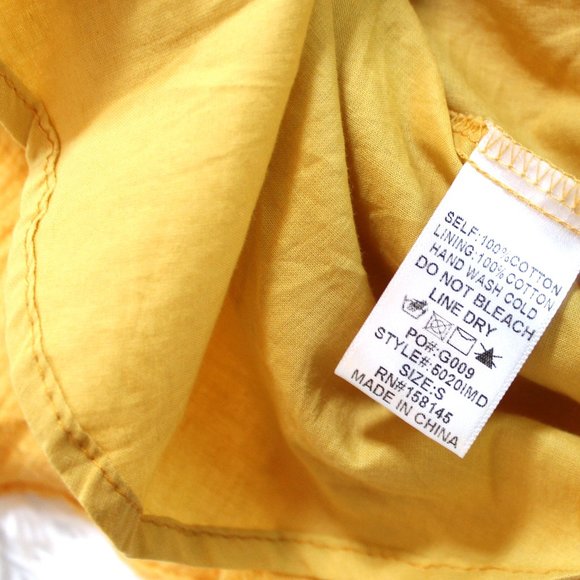 SELF:100%COTTON
LINING:100%COTTON
HAND WASH COLD
DO NOT BLEACH
LINE DRY
PO#:G009
STYLE#:5020IMD
SIZE:S
RN#158145
MADE IN CHINA